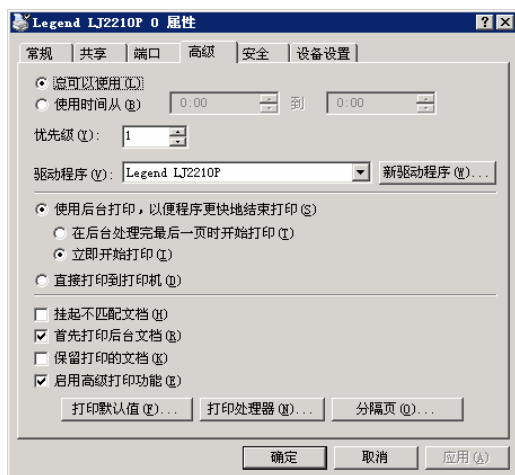 Legend LJ2210P 0 属性
常规 共享 端口 高级 安全 设备设置
总可以使用(L)
使用时间从(B) 0:00 到 0:00
优先级(Y): 1
驱动程序(V): Legend LJ2210P 新驱动程序(W)...
使用后台打印，以便程序更快地结束打印(S)
在后台处理完最后一页时开始打印(T)
立即开始打印(I)
直接打印到打印机(D)
挂起不匹配文档(H)
首先打印后台文档(R)
保留打印的文档(K)
启用高级打印功能(E)
打印默认值(F)... 打印处理器(N)... 分隔页(O)...
确定 取消 应用(A)